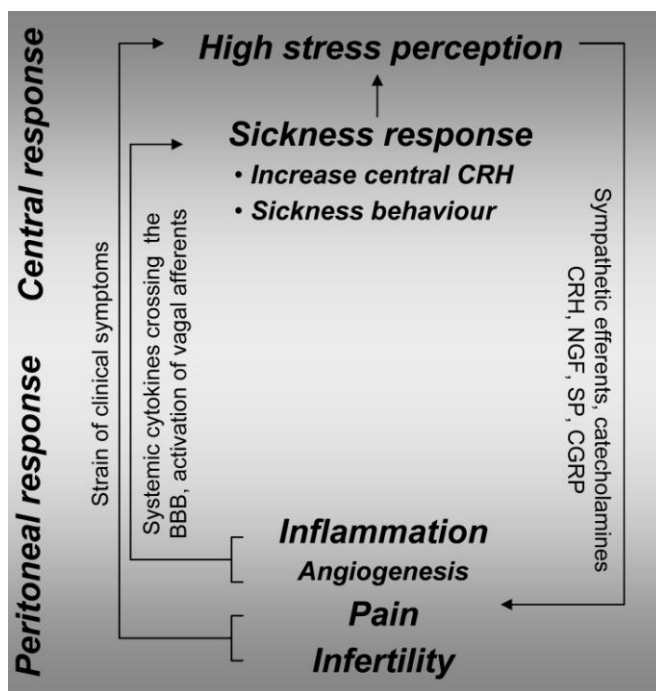 High stress perception
Sickness response
• Increase central CRH
• Sickness behaviour
Central response
Peritoneal response
Strain of clinical symptoms
Systemic cytokines crossing the
BBB, activation of vagal afferents
Sympathetic efferents, catecholamines
CRH, NGF, SP, CGRP
Inflammation
Angiogenesis
Pain
Infertility